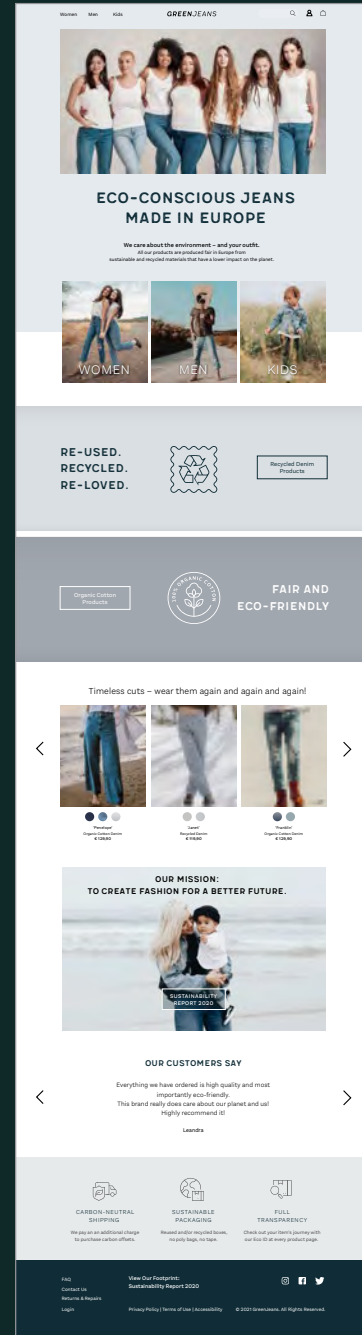 Women Men Kids GREENJEANS
ECO-CONSCIOUS JEANS
MADE IN EUROPE
We care about the environment – and your outfit.
All our products are produced fair in Europe from
sustainable and recycled materials that have a lower impact on the planet.
WOMEN MEN KIDS
RE-USED.
RECYCLED.
RE-LOVED.
Recycled Denim
Products
Organic Cotton
Products
100% ORGANIC COTTON
FAIR AND
ECO-FRIENDLY
Timeless cuts – wear them again and again and again!
'Penelope'
Organic Cotton Denim
€ 129,90
Recycled Denim
€ 119,90
'Franklin'
Organic Cotton Denim
€ 129,90
OUR MISSION:
TO CREATE FASHION FOR A BETTER FUTURE.
SUSTAINABILITY
REPORT 2020
OUR CUSTOMERS SAY
Everything we have ordered is high quality and most
importantly eco-friendly.
This brand really does care about our planet and us!
Highly recommend it!
Leandra
CARBON-NEUTRAL
SHIPPING
We pay an an additional charge
to purchase carbon offsets.
SUSTAINABLE
PACKAGING
Reused and/or recycled boxes,
no poly bags, no tape.
FULL
TRANSPARENCY
Check out your item's journey with
our Eco ID at every product page.
FAQ
Contact Us
Returns & Repairs
Login
View Our Footprint:
Sustainability Report 2020
Privacy Policy | Terms of Use | Accessibility
© 2021 GreenJeans. All Rights Reserved.